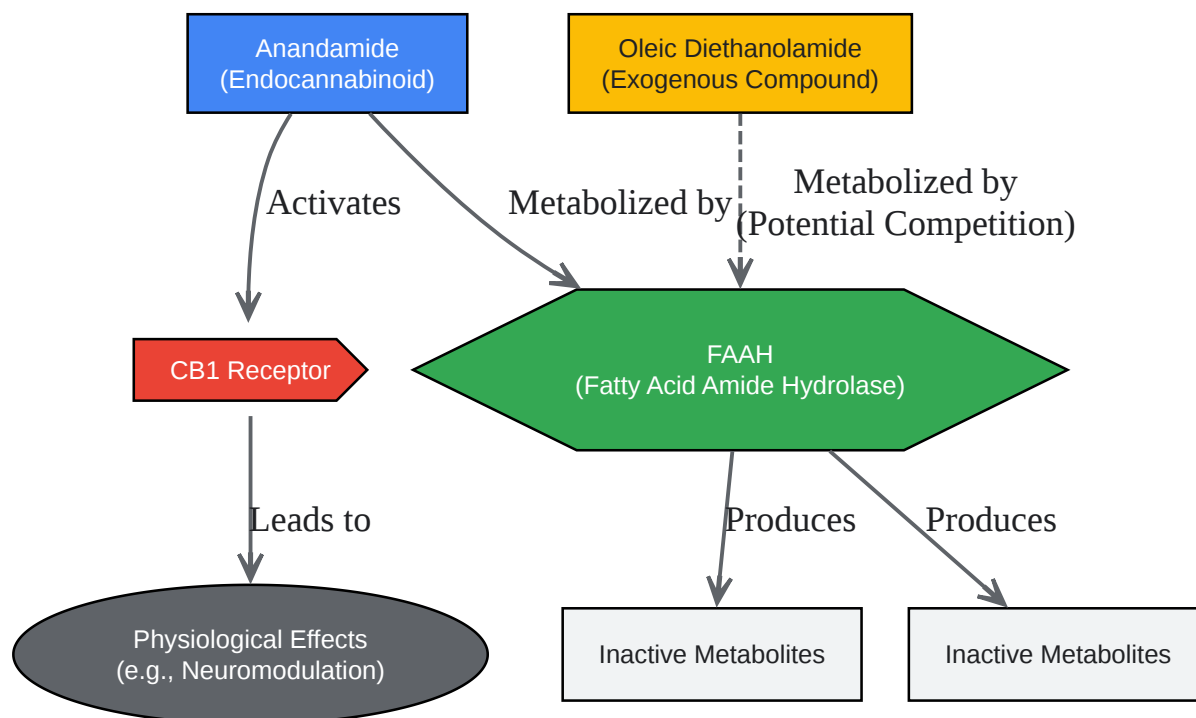 Anandamide
(Endocannabinoid)
Oleic Diethanolamide
(Exogenous Compound)
Activates
Metabolized by
Metabolized by
(Potential Competition)
CB1 Receptor
FAAH
(Fatty Acid Amide Hydrolase)
Leads to
Produces
Produces
Physiological Effects
(e.g., Neuromodulation)
Inactive Metabolites
Inactive Metabolites